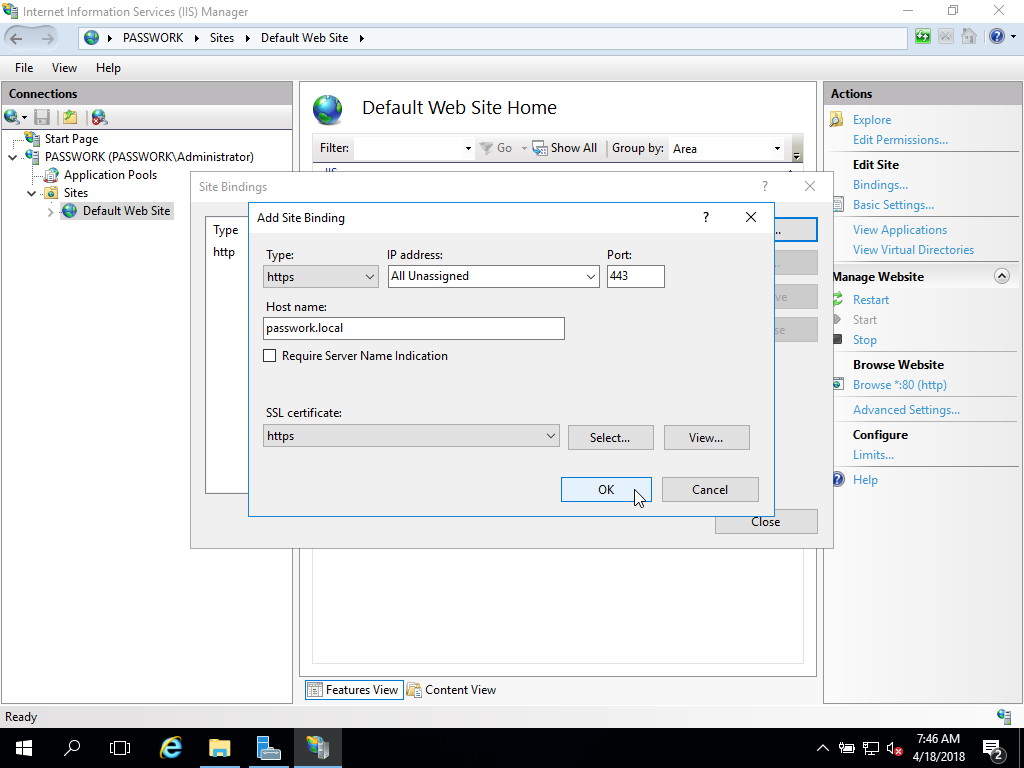 Internet Information Services (IIS) Manager
PASSWORK Sites Default Web Site
File View Help
Connections
Start Page
PASSWORK (PASSWORK\Administrator)
Application Pools
Sites
Default Web Site
Default Web Site Home
Filter: Go Show All Group by: Area
IIS
Site Bindings ?
Type
http
Close
Add Site Binding ?
Type: IP address: Port:
https All Unassigned 443
Host name:
passwork.local
Require Server Name Indication
SSL certificate:
https Select... View...
OK Cancel
Features View Content View
Actions
Explore
Edit Permissions...
Edit Site
Bindings...
Basic Settings...
View Applications
View Virtual Directories
Manage Website
Restart
Start
Stop
Browse Website
Browse *:80 (http)
Advanced Settings...
Configure
Limits...
Help
Ready
7:46 AM
4/18/2018
2